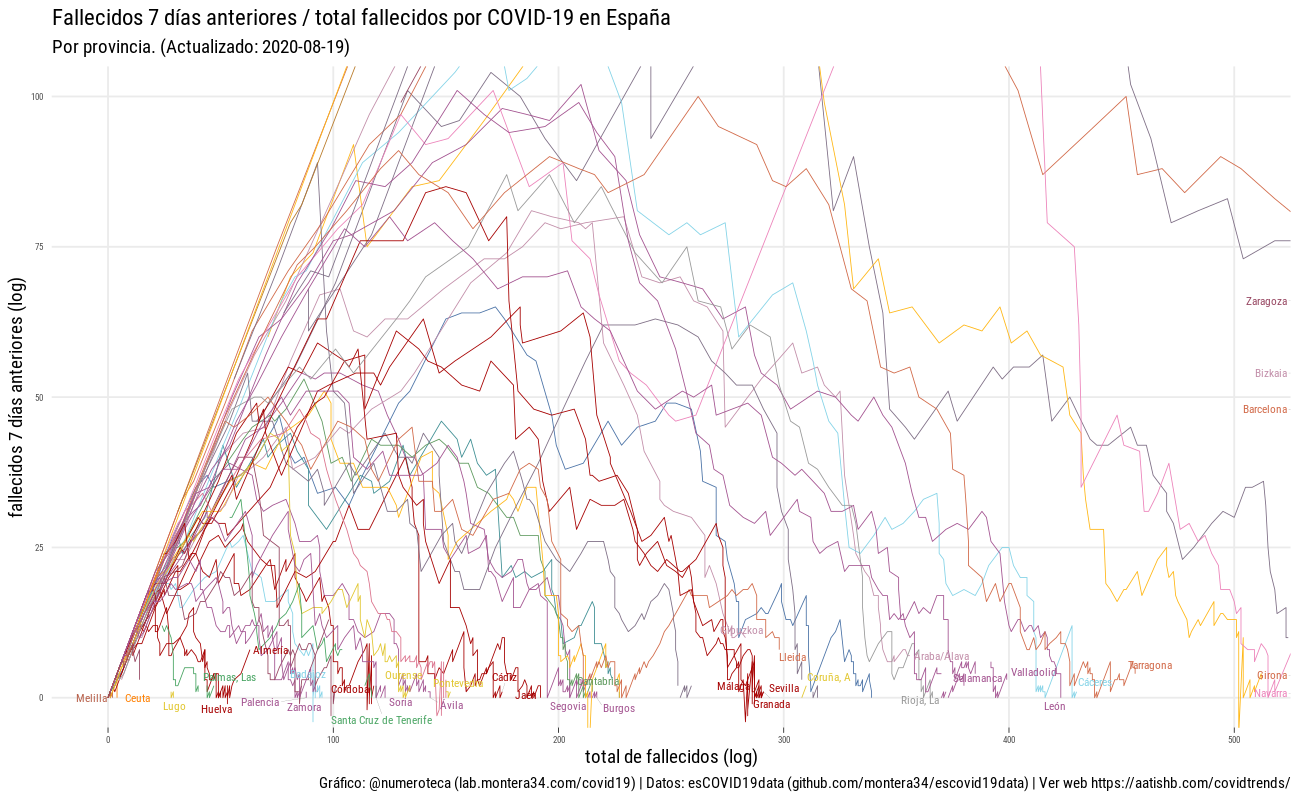 Fallecidos 7 días anteriores / total fallecidos por COVID-19 en España
Por provincia. (Actualizado: 2020-08-19)
fallecidos 7 días anteriores (log)
100
75
50
25
0
Zaragoza
Bizkaia
Barcelona
Gipuzkoa
Almería
Lleida
Araba/Álava
Tarragona
Valladolid
Badajoz
Palmas, Las
Ourense
Cádiz
Cantabria
Coruña, A
Salamanca
Girona
Cáceres
Pontevedra
Córdoba
Málaga
Sevilla
Navarra
Melilla
Ceuta
Jaén
Palencia
Soria
Rioja, La
Lugo
Zamora
Ávila
Segovia
Granada
León
Huelva
Burgos
Santa Cruz de Tenerife
0
100
200
300
400
500
total de fallecidos (log)
Gráfico: @numeroteca (lab.montera34.com/covid19) | Datos: esCOVID19data (github.com/montera34/escovid19data) | Ver web https://aatishb.com/covidtrends/